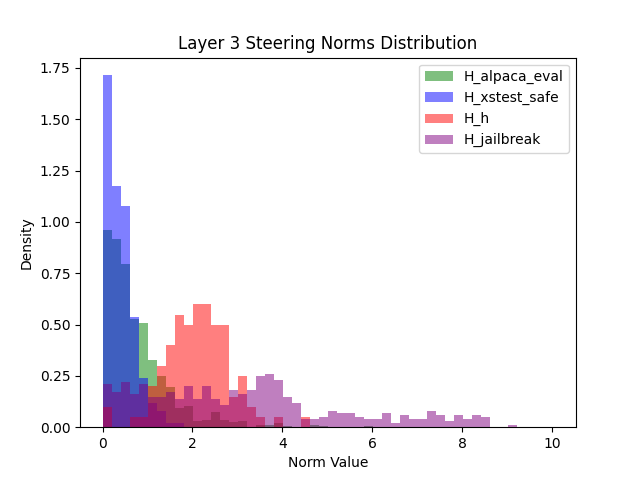 Layer 3 Steering Norms Distribution
H_alpaca_eval
H_xstest_safe
H_h
H_jailbreak
1.75
1.50
1.25
1.00
0.75
0.50
0.25
0.00
Density
0 2 4 6 8 10
Norm Value